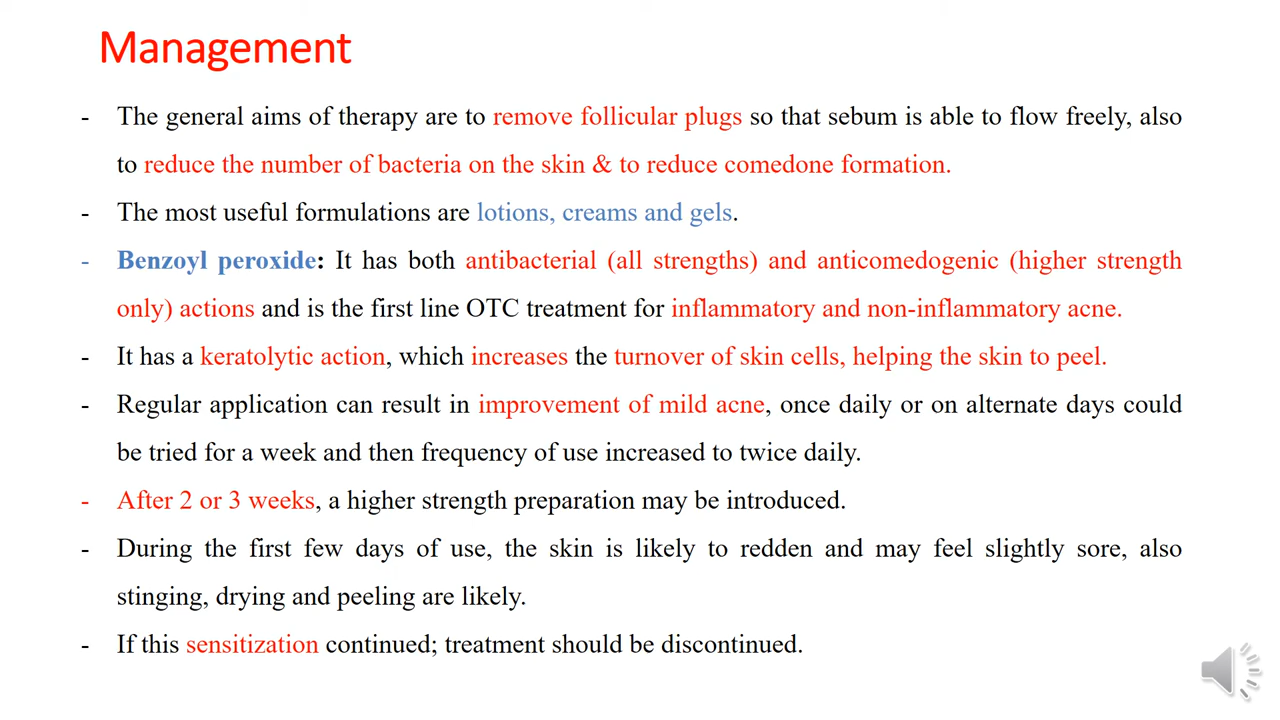 Management
- The general aims of therapy are to remove follicular plugs so that sebum is able to flow freely, also
to reduce the number of bacteria on the skin & to reduce comedone formation.
- The most useful formulations are lotions, creams and gels.
- Benzoyl peroxide: It has both antibacterial (all strengths) and anticomedogenic (higher strength
only) actions and is the first line OTC treatment for inflammatory and non-inflammatory acne.
- It has a keratolytic action, which increases the turnover of skin cells, helping the skin to peel.
- Regular application can result in improvement of mild acne, once daily or on alternate days could
be tried for a week and then frequency of use increased to twice daily.
- After 2 or 3 weeks, a higher strength preparation may be introduced.
- During the first few days of use, the skin is likely to redden and may feel slightly sore, also
stinging, drying and peeling are likely.
- If this sensitization continued; treatment should be discontinued.